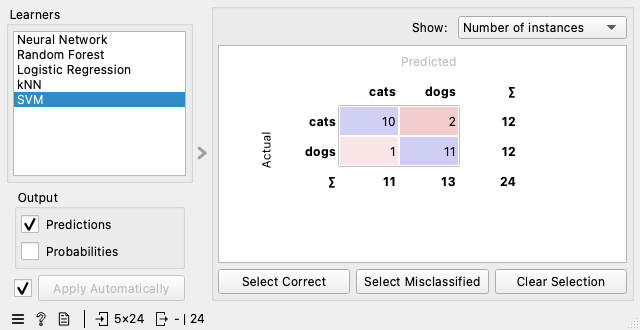 Learners
Neural Network
Random Forest
Logistic Regression
kNN
SVM
Output
Predictions
Probabilities
Apply Automatically
Show: Number of instances
Predicted
cats dogs Σ
Actual
cats 10 2 12
dogs 1 11 12
Σ 11 13 24
Select Correct Select Misclassified Clear Selection
? 5×24 - | 24